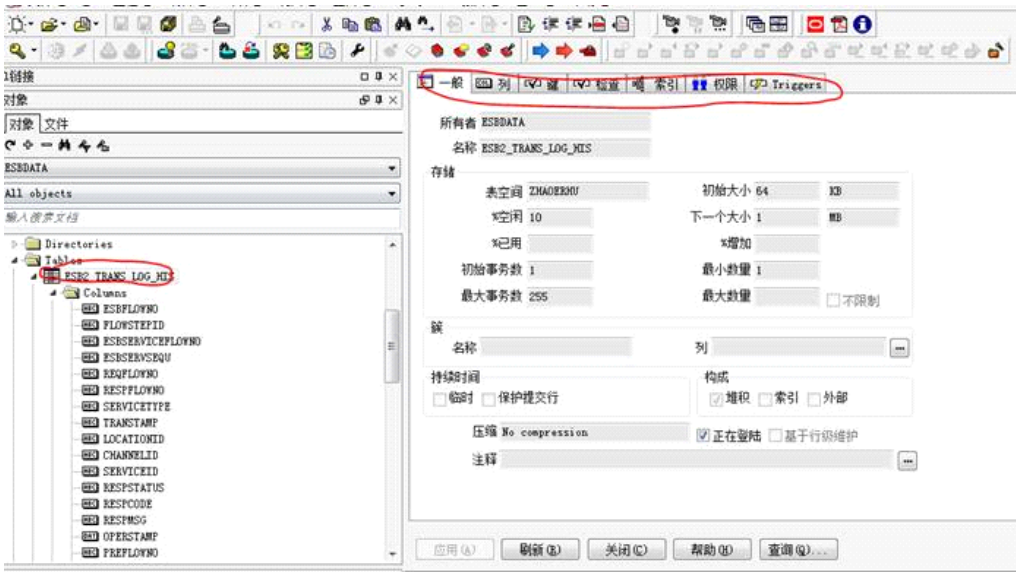 链接
对象
对象 文件
ESBDATA
All objects
输入搜索文档
Directories
Tables
ESB2_TRANS_LOG_HIS
Columns
ESBFLOWNO
FLOWSTEPID
ESBSERVICEFLOWNO
ESBSERVSEQU
REQFLOWNO
RESPFLOWNO
SERVICETYPE
TRANSTAMP
LOCATIONID
CHANNELID
SERVICEID
RESPSTATUS
RESPCODE
RESPMSG
OPERSTAMP
PREFLOWNO
一般 列 键 检查 索引 权限 Triggers
所有者 ESBDATA
名称 ESB2_TRANS_LOG_HIS
存储
表空间 ZHAOERHU 初始大小 64 KB
%空闲 10 下一个大小 1 MB
%已用 %增加
初始事务数 1 最小数量 1
最大事务数 255 最大数量 不限制
簇
名称 列
持续时间 构成
临时 保护提交行 堆积 索引 外部
压缩 No compression 正在登陆 基于行级维护
注释
应用(A) 刷新(R) 关闭(C) 帮助(H) 查询(Q)...